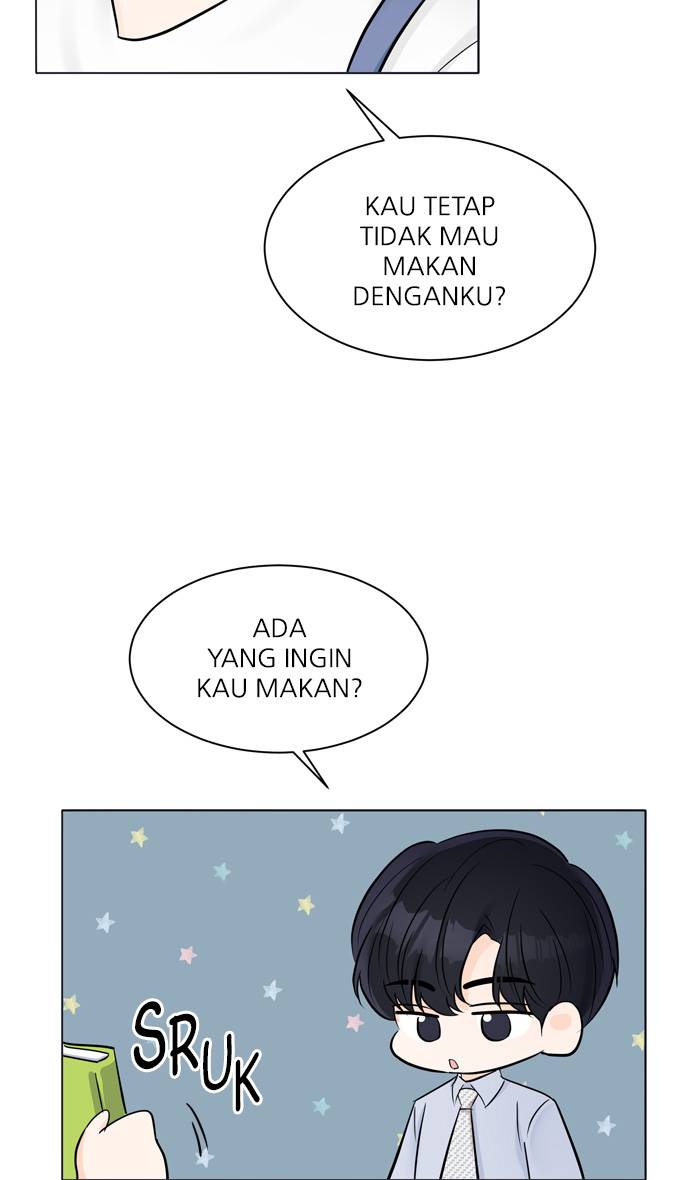 KAU TETAP
TIDAK MAU
MAKAN
DENGANKU?
ADA
YANG INGIN
KAU MAKAN?
SRUK